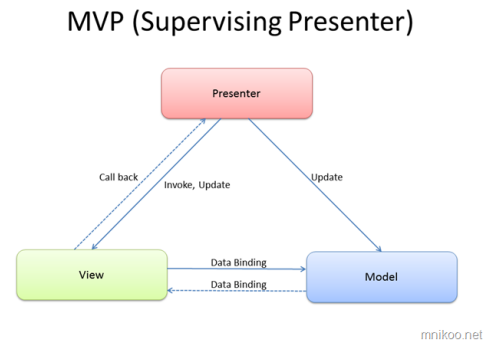 MVP (Supervising Presenter)
Presenter
Call back
Invoke, Update
Update
View
Data Binding
Data Binding
Model
mnikoo.net